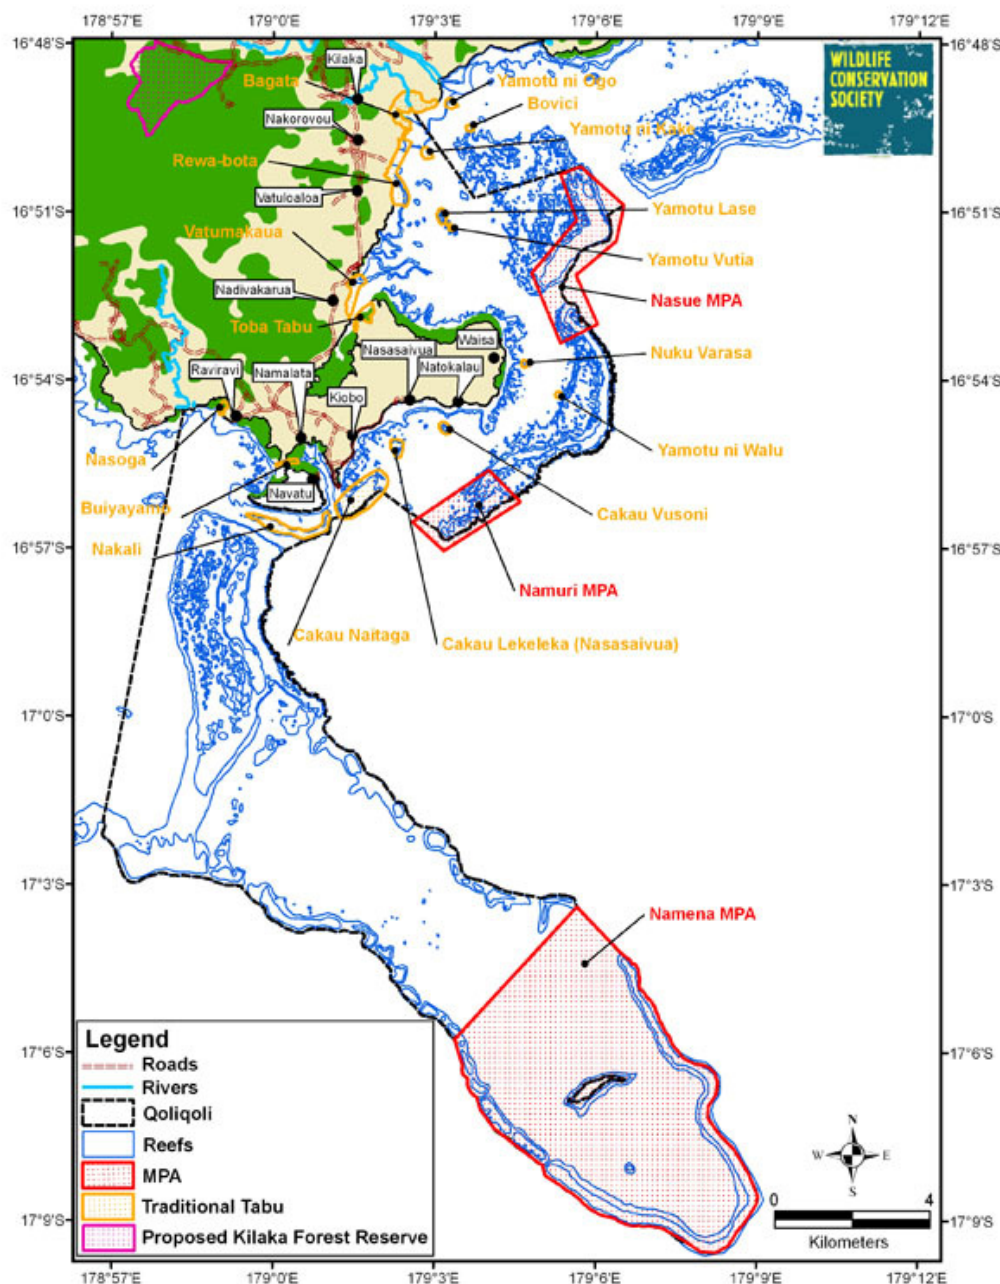 178°57'E 179°0'E 179°3'E 179°6'E 179°9'E 179°12'E
16°48'S 16°48'S
WILDLIFE
CONSERVATION
SOCIETY
Kilaka
Bagata
Yamotu ni Ogo
Bovici
Nakorovou
Yamotu ni Kake
Rewa-bota
Vatulcaloa
16°51'S 16°51'S
Yamotu Lase
Vatumakaua
Yamotu Vutia
Nadivakarua
Nasue MPA
Toba Tabu
Waisa
Nasasaivua
Nuku Varasa
Natokalau
Raviravi
Namalata
16°54'S 16°54'S
Kiobo
Yamotu ni Walu
Nasoga
Navatu
Buiyayamo
Cakau Vusoni
Nakali
16°57'S 16°57'S
Namuri MPA
Cakau Naitaga
Cakau Lekeleka (Nasasaivua)
17°0'S 17°0'S
17°3'S 17°3'S
Namena MPA
Legend
Roads
Rivers
Qoliqoli
Reefs
MPA
Traditional Tabu
Proposed Kilaka Forest Reserve
17°6'S 17°6'S
N
W E
S
0 4
Kilometers
17°9'S 17°9'S
178°57'E 179°0'E 179°3'E 179°6'E 179°9'E 179°12'E